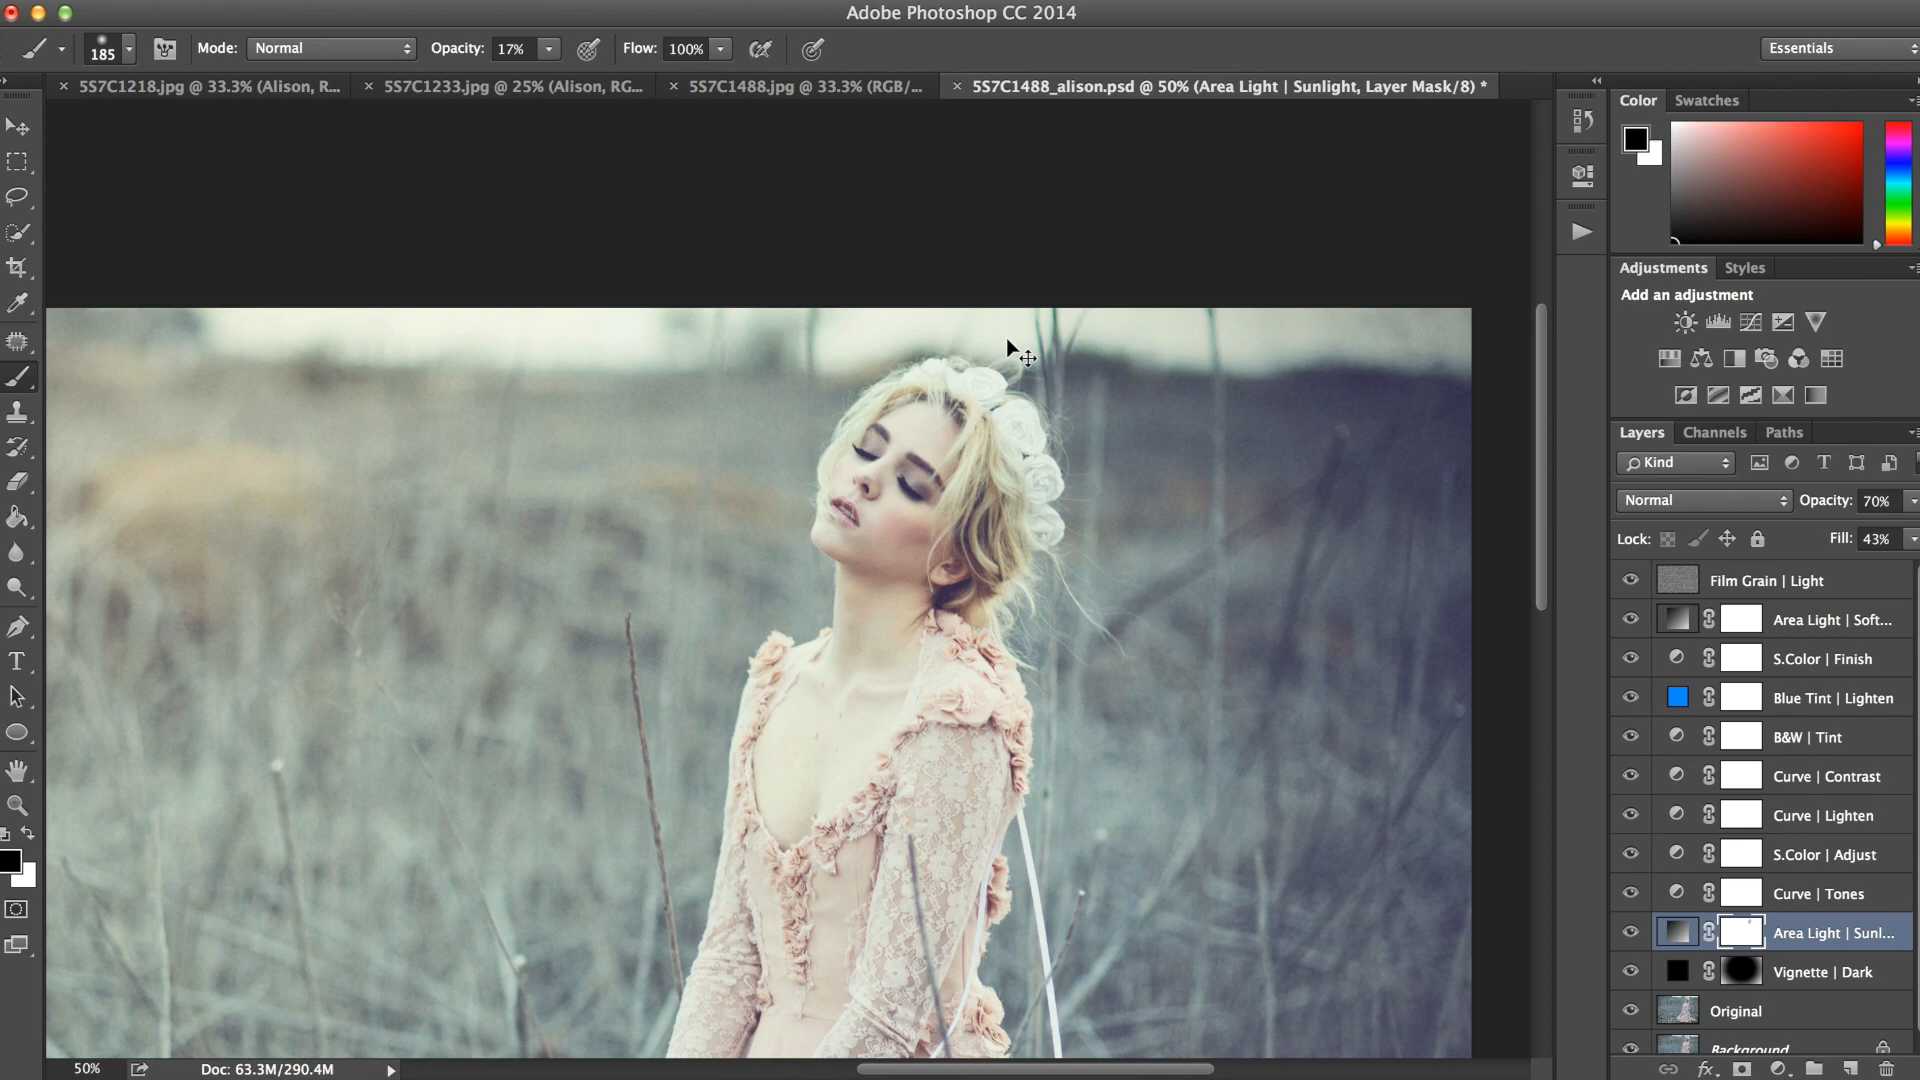 Adobe Photoshop CC 2014
185 Mode: Normal Opacity: 17% Flow: 100% Essentials
5S7C1218.jpg @ 33.3% (Alison, R... 5S7C1233.jpg @ 25% (Alison, RG... 5S7C1488.jpg @ 33.3% (RGB/... 5S7C1488_alison.psd @ 50% (Area Light | Sunlight, Layer Mask/8) *
Color Swatches
Adjustments Styles
Add an adjustment
Layers Channels Paths
Kind
Normal Opacity: 70%
Lock: Fill: 43%
Film Grain | Light
Area Light | Soft...
S.Color | Finish
Blue Tint | Lighten
B&W | Tint
Curve | Contrast
Curve | Lighten
S.Color | Adjust
Curve | Tones
Area Light | Sunl...
Vignette | Dark
Original
Background
50% Doc: 63.3M/290.4M